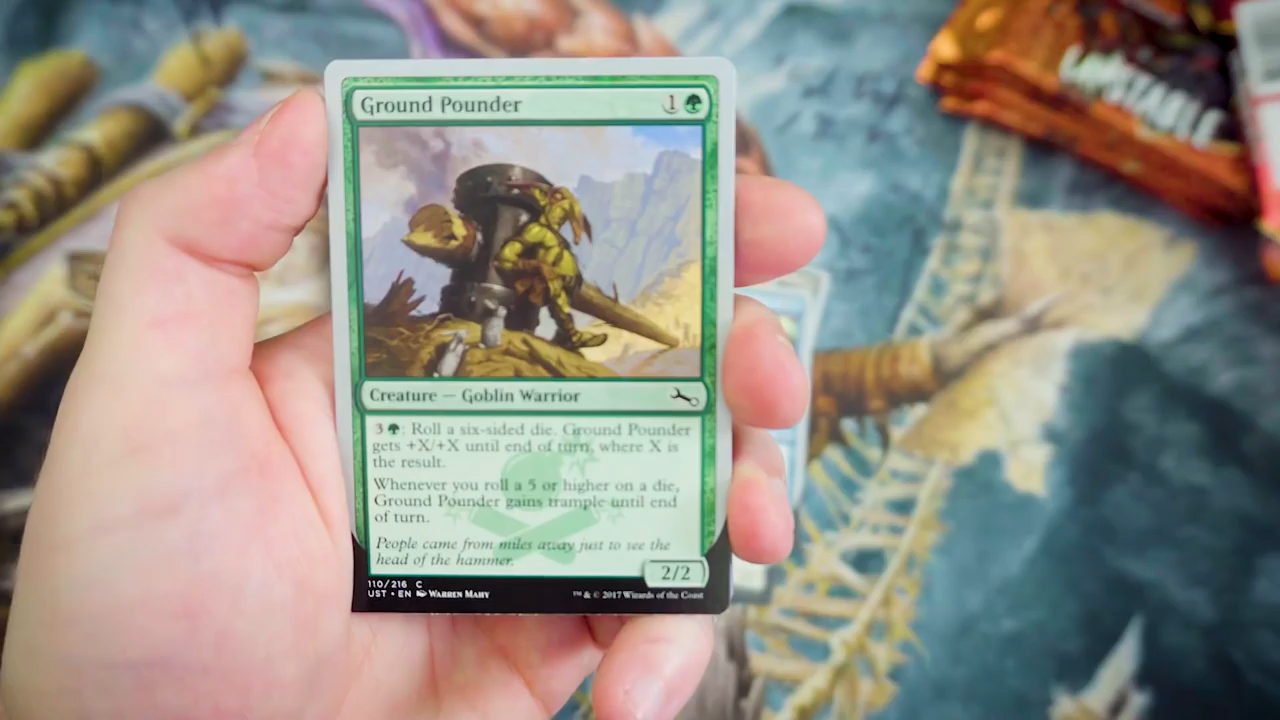 Ground Pounder 1
Creature — Goblin Warrior
3 : Roll a six-sided die. Ground Pounder
gets +X/+X until end of turn, where X is
the result.
Whenever you roll a 5 or higher on a die,
Ground Pounder gains trample until end
of turn.
People came from miles away just to see the
head of the hammer.
2/2
110/216 C
UST • EN Warren Mahy
™ & © 2017 Wizards of the Coast
UNSTABLE